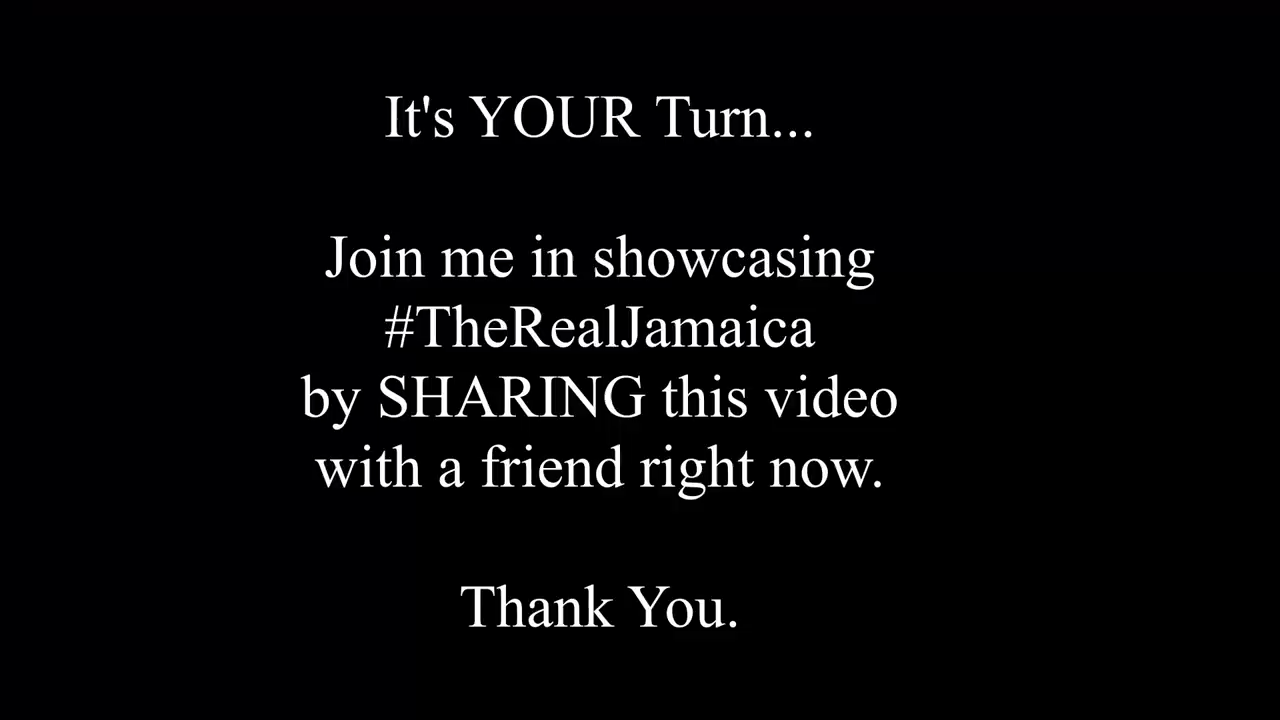 It's YOUR Turn...
Join me in showcasing
#TheRealJamaica
by SHARING this video
with a friend right now.
Thank You.